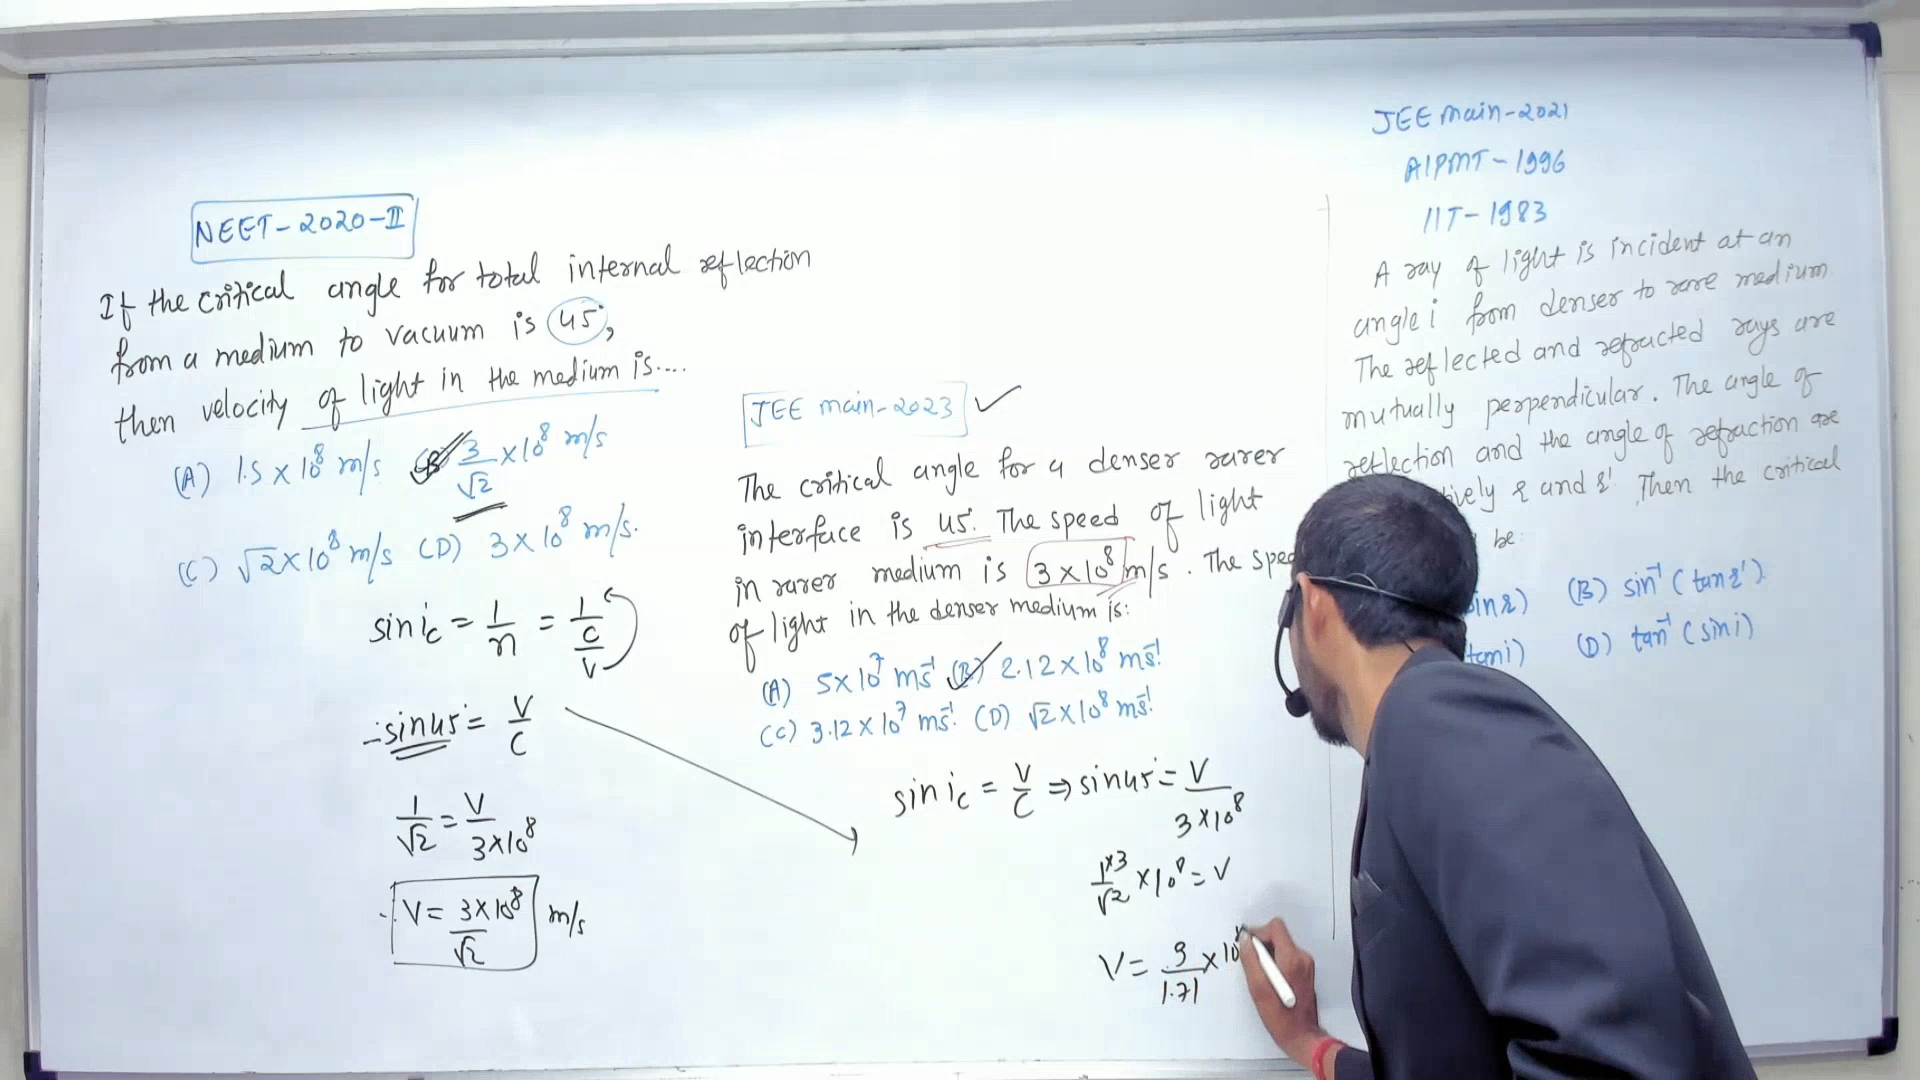 NEET-2020-II
If the critical angle for total internal reflection
from a medium to vacuum is 45°,
then velocity of light in the medium is....
(A) 1.5 × 10⁸ m/s (B) 3/√2 × 10⁸ m/s
(C) √2 × 10⁸ m/s (D) 3 × 10⁸ m/s.
sin i_c = 1/n = 1/(c/v)
sin 45° = V/C
1/√2 = V/(3×10⁸)
V = 3×10⁸/√2 m/s
JEE main-2023 ✓
The critical angle for a denser rarer
interface is 45°. The speed of light
in rarer medium is 3×10⁸ m/s. The
of light in the denser medium is:
(A) 5×10⁷ ms⁻¹ (B) 2.12×10⁸ ms⁻¹
(C) 3.12×10⁷ ms⁻¹ (D) √2×10⁸ ms⁻¹
sin i_c = V/C ⇒ sin 45° = V/(3×10⁸)
1×3/√2 × 10⁸ = V
V = 3/1.71 × 10
JEE main-2021
AIPMT-1996
IIT-1983
A ray of light is incident at an
angle i from denser to rare medium
The reflected and refracted rays are
mutually perpendicular. The angle of
reflection and the angle of refraction are
r and r'. Then the critical
be
(B) sin⁻¹ (tan r')
(D) tan⁻¹ (sin i)